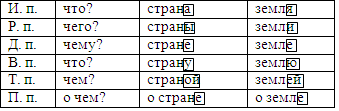 И. п. что? страна земля
Р. п. чего? страны земли
Д. п. чему? стране земле
В. п. что? страну землю
Т. п. чем? страной землей
П. п. о чем? о стране о земле